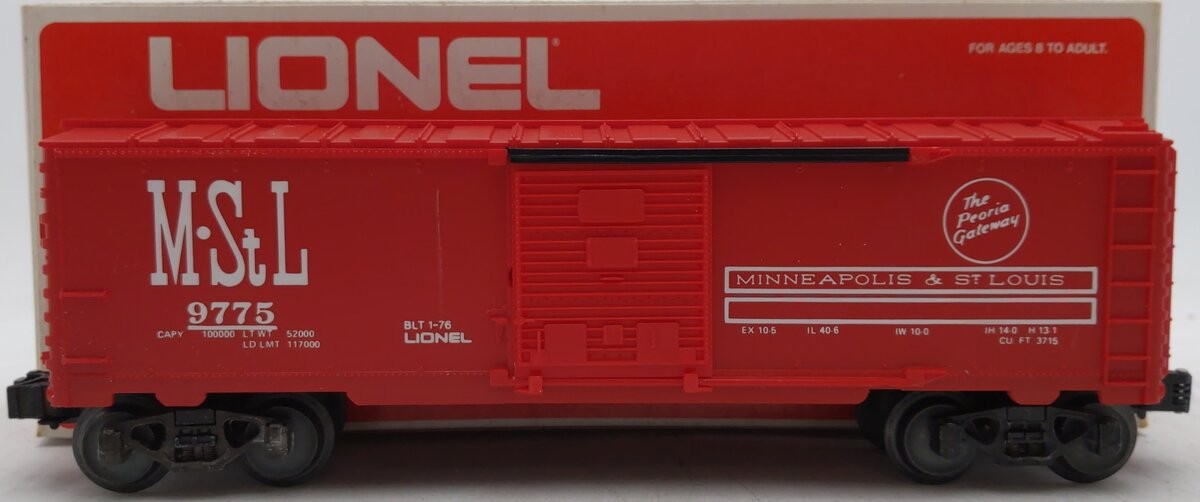 LIONEL®
FOR AGES 8 TO ADULT.
M·StL
9775
CAPY 100000 LT WT 52000
LD LMT 117000
BLT 1-76
LIONEL
The
Peoria
Gateway
MINNEAPOLIS & ST LOUIS
EX 10-5 IL 40-6 IW 10-0 IH 14-0 H 13-1
CU. FT 3715